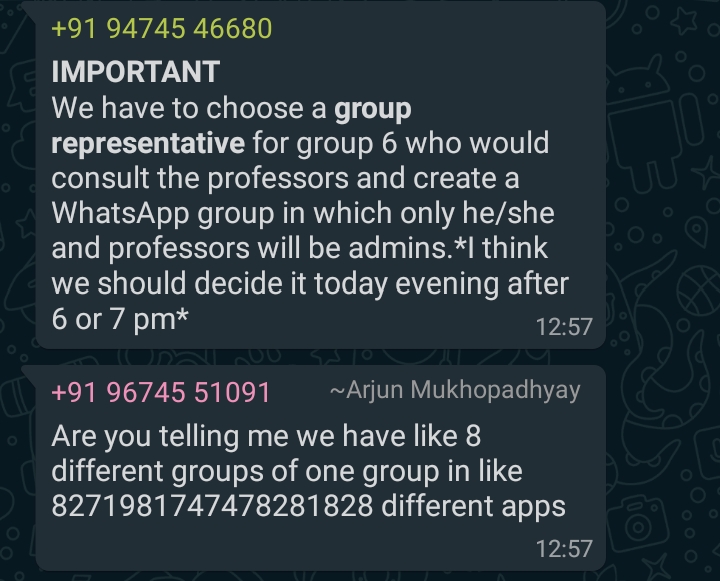 +91 94745 46680
IMPORTANT
We have to choose a group
representative for group 6 who would
consult the professors and create a
WhatsApp group in which only he/she
and professors will be admins.*I think
we should decide it today evening after
6 or 7 pm*
12:57
+91 96745 51091 ~Arjun Mukhopadhyay
Are you telling me we have like 8
different groups of one group in like
8271981747478281828 different apps
12:57